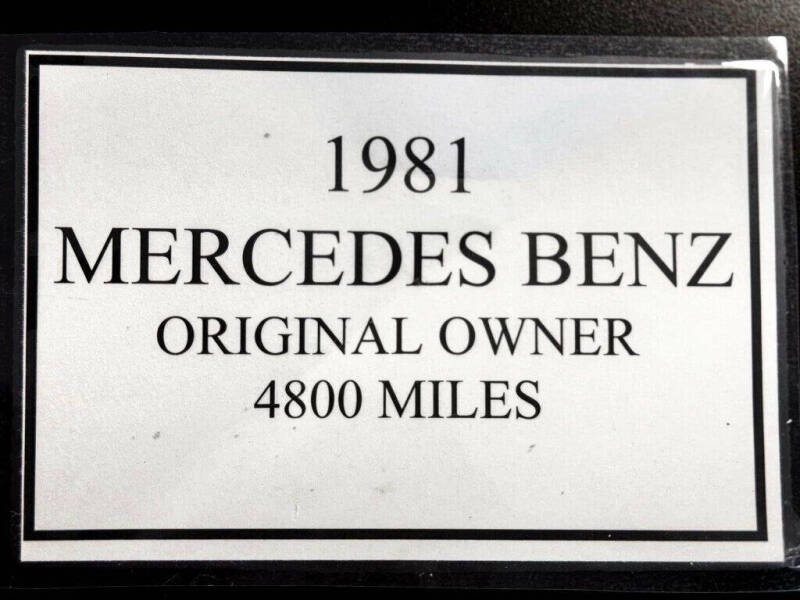 1981
MERCEDES BENZ
ORIGINAL OWNER
4800 MILES